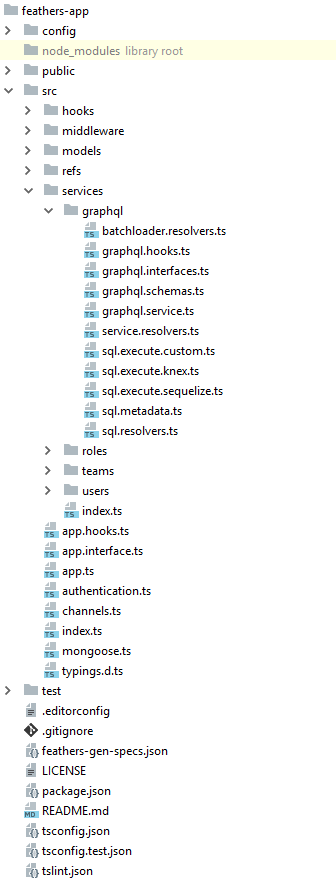 feathers-app
config
node_modules library root
public
src
hooks
middleware
models
refs
services
graphql
batchloader.resolvers.ts
graphql.hooks.ts
graphql.interfaces.ts
graphql.schemas.ts
graphql.service.ts
service.resolvers.ts
sql.execute.custom.ts
sql.execute.knex.ts
sql.execute.sequelize.ts
sql.metadata.ts
sql.resolvers.ts
roles
teams
users
index.ts
app.hooks.ts
app.interface.ts
app.ts
authentication.ts
channels.ts
index.ts
mongoose.ts
typings.d.ts
test
.editorconfig
.gitignore
feathers-gen-specs.json
LICENSE
package.json
README.md
tsconfig.json
tsconfig.test.json
tslint.json